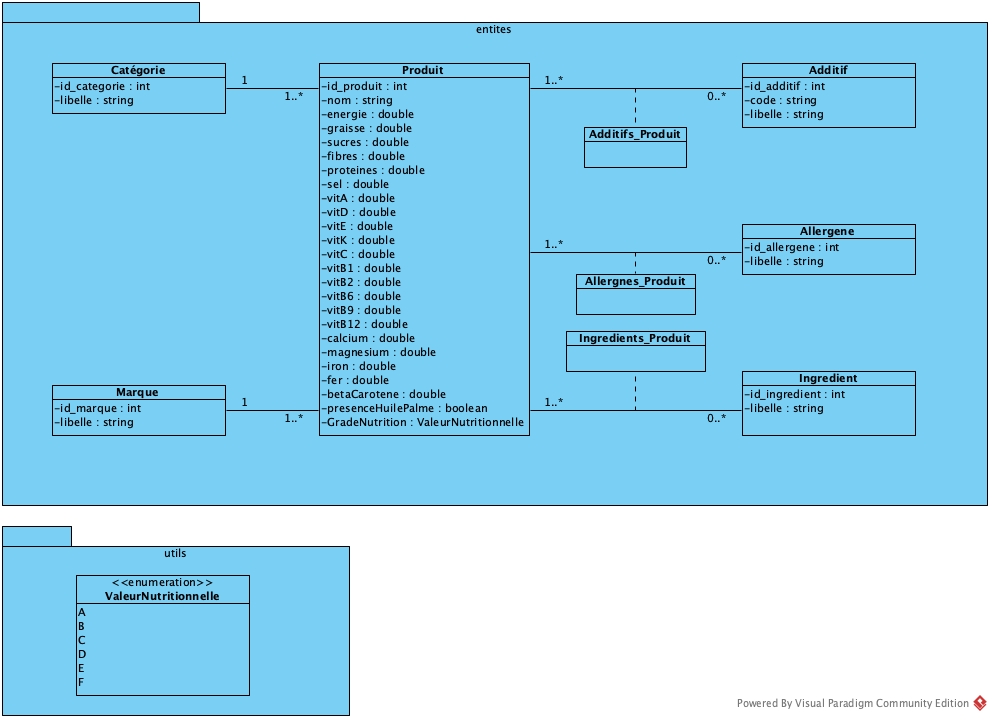 entites
Catégorie
-id_categorie : int
-libelle : string
1
1..*
Produit
-id_produit : int
-nom : string
-energie : double
-graisse : double
-sucres : double
-fibres : double
-proteines : double
-sel : double
-vitA : double
-vitD : double
-vitE : double
-vitK : double
-vitC : double
-vitB1 : double
-vitB2 : double
-vitB6 : double
-vitB9 : double
-vitB12 : double
-calcium : double
-magnesium : double
-iron : double
-fer : double
-betaCarotene : double
-presenceHuilePalme : boolean
-GradeNutrition : ValeurNutritionnelle
1..*
0..*
Additif
-id_additif : int
-code : string
-libelle : string
Additifs_Produit
1..*
0..*
Allergene
-id_allergene : int
-libelle : string
Allergnes_Produit
Ingredients_Produit
Marque
-id_marque : int
-libelle : string
1
1..*
1..*
0..*
Ingredient
-id_ingredient : int
-libelle : string
utils
<<enumeration>>
ValeurNutritionnelle
A
B
C
D
E
F
Powered By Visual Paradigm Community Edition